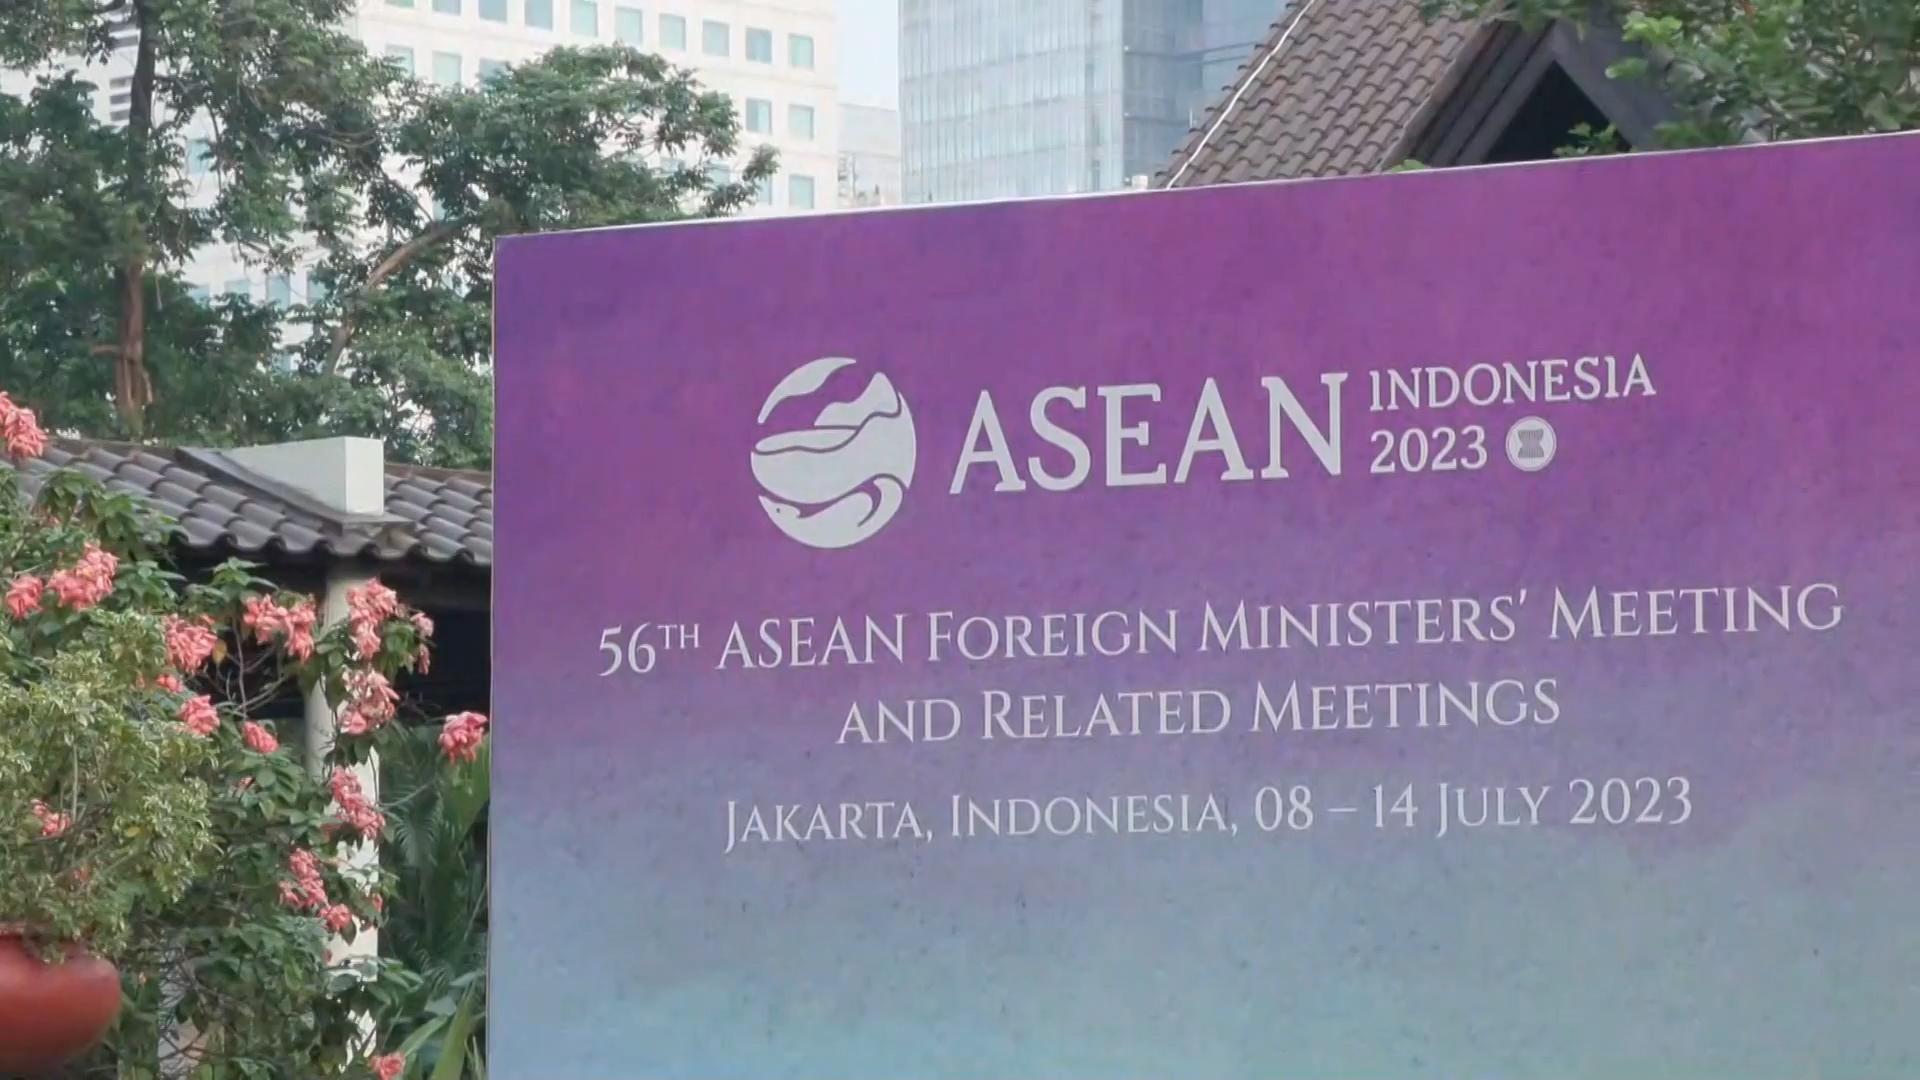 ASEAN INDONESIA
2023
56TH ASEAN FOREIGN MINISTERS' MEETING
AND RELATED MEETINGS
JAKARTA, INDONESIA, 08 – 14 JULY 2023